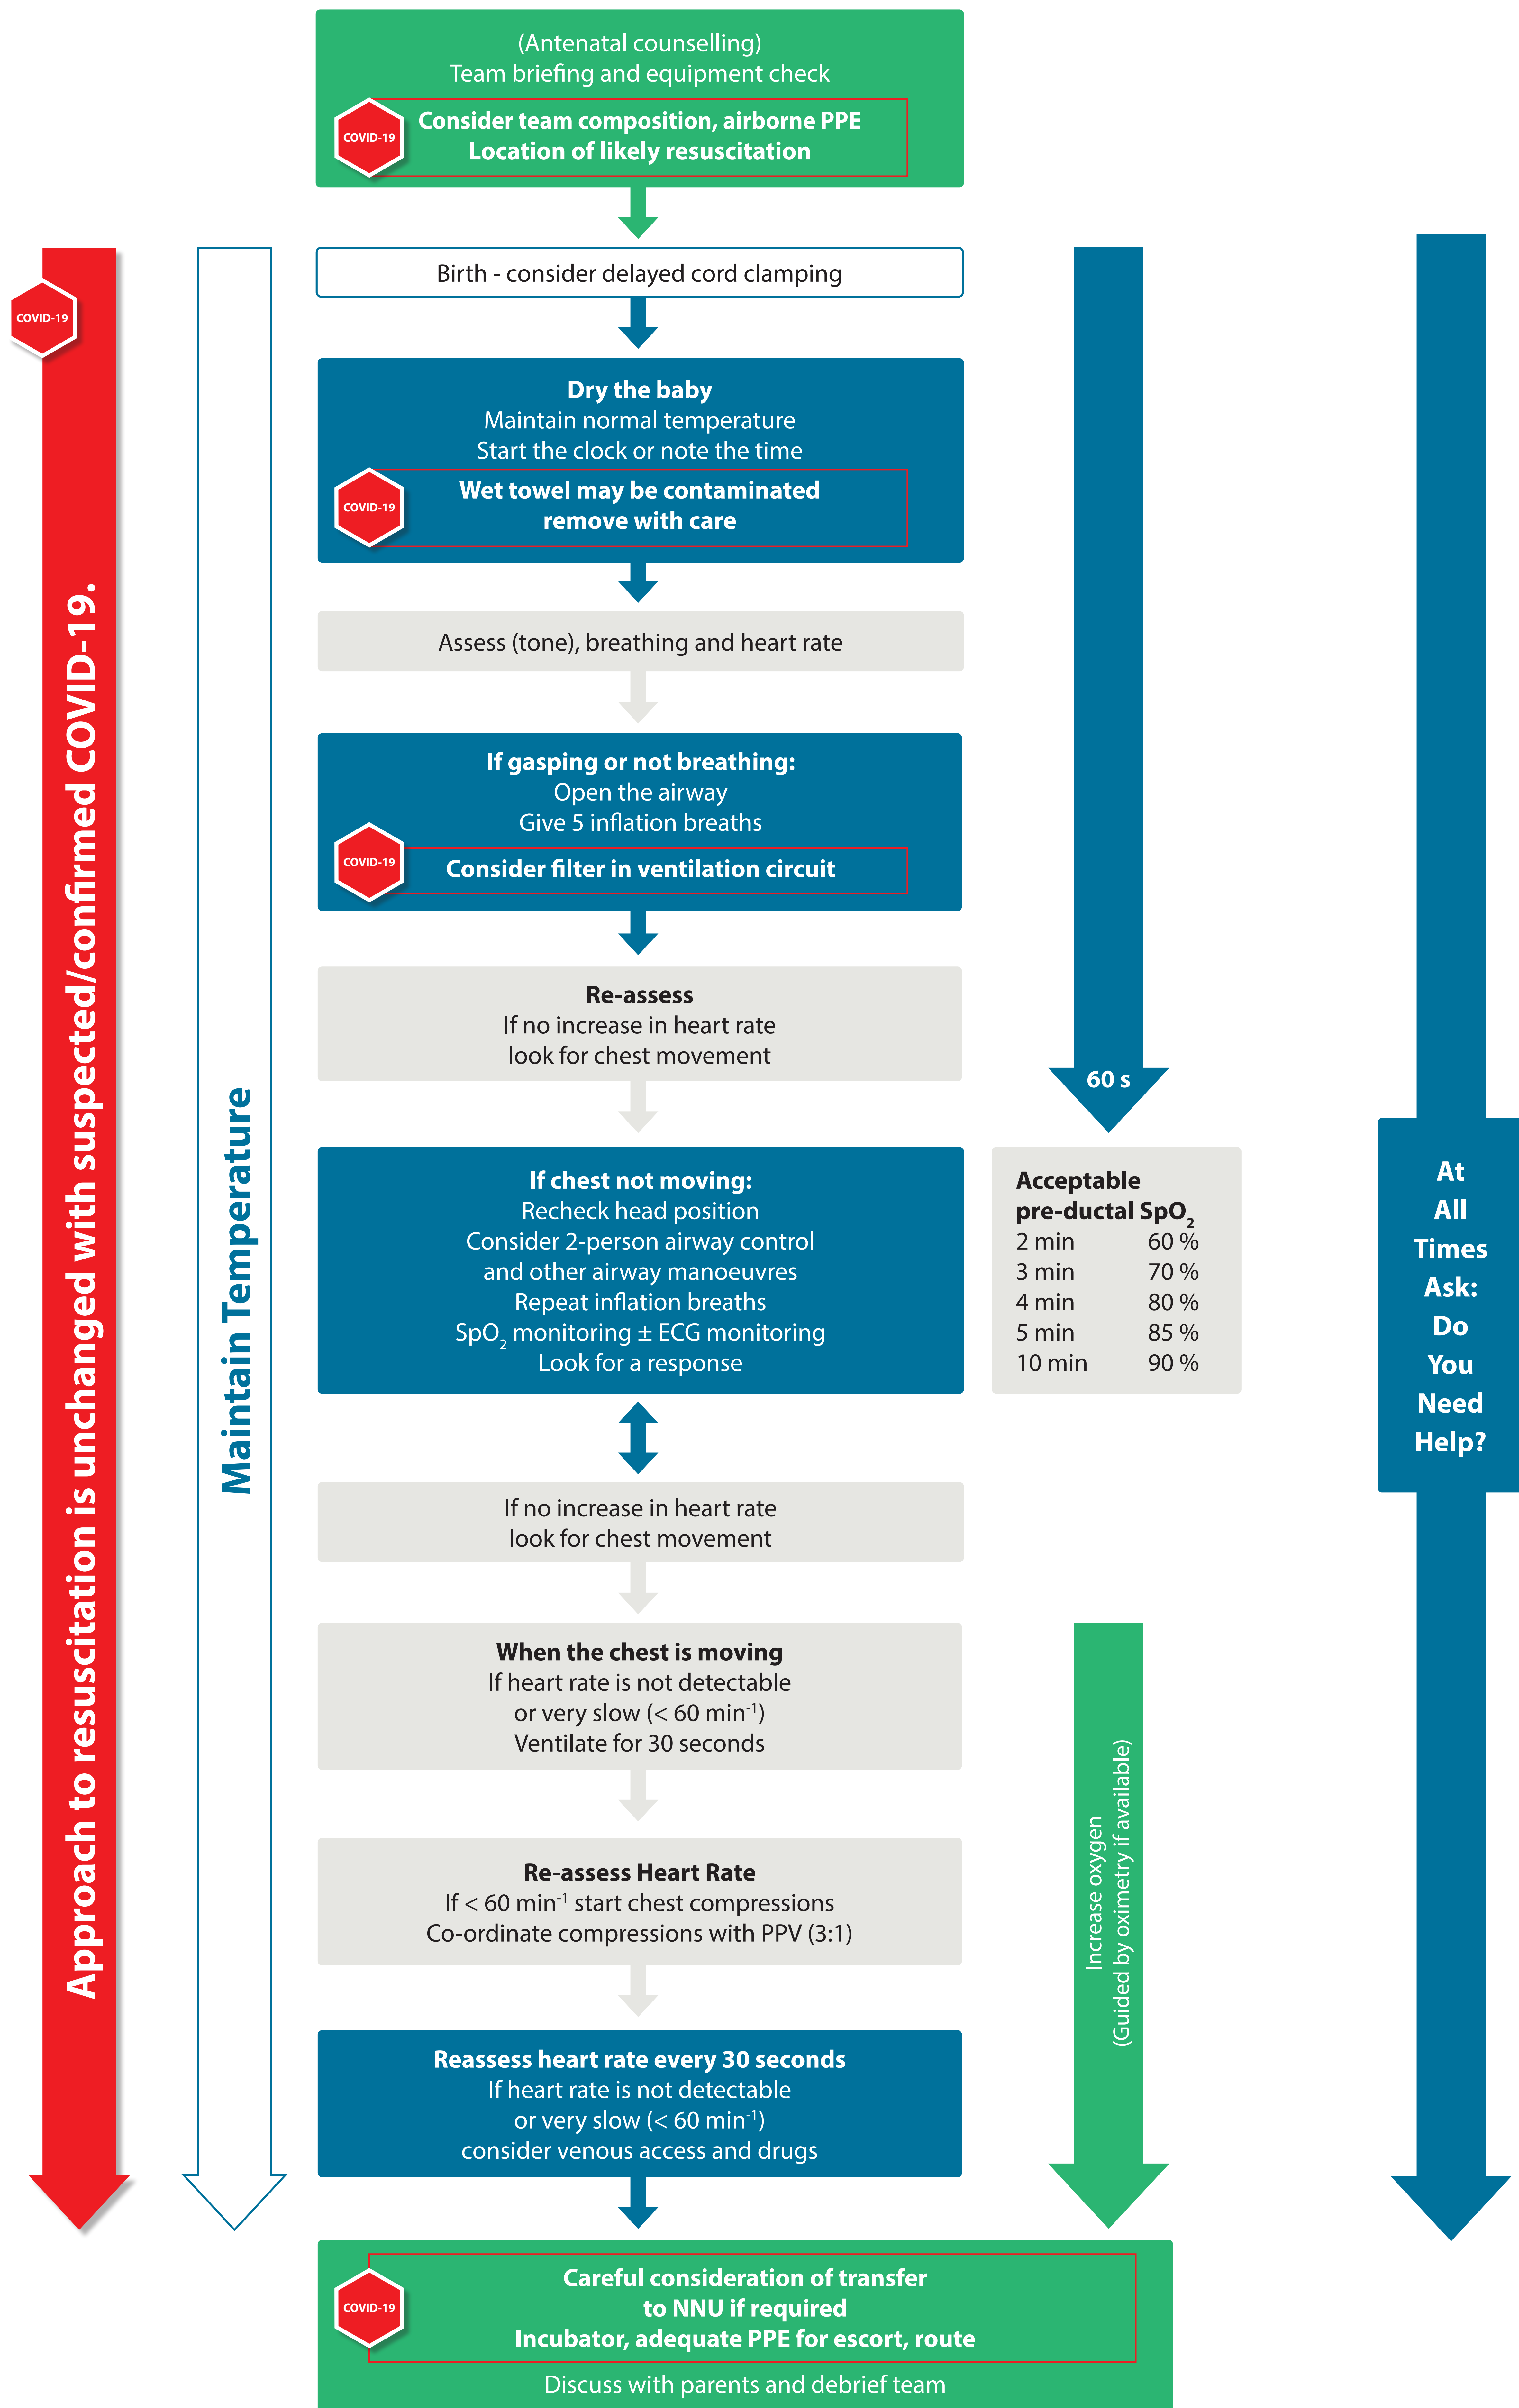 (Antenatal counselling)
Team briefing and equipment check
COVID-19
Consider team composition, airborne PPE
Location of likely resuscitation
COVID-19
Approach to resuscitation is unchanged with suspected/confirmed COVID-19.
Maintain Temperature
Birth - consider delayed cord clamping
Dry the baby
Maintain normal temperature
Start the clock or note the time
COVID-19
Wet towel may be contaminated
remove with care
Assess (tone), breathing and heart rate
If gasping or not breathing:
Open the airway
Give 5 inflation breaths
COVID-19
Consider filter in ventilation circuit
Re-assess
If no increase in heart rate
look for chest movement
60 s
If chest not moving:
Recheck head position
Consider 2-person airway control
and other airway manoeuvres
Repeat inflation breaths
SpO₂ monitoring ± ECG monitoring
Look for a response
Acceptable
pre-ductal SpO₂
2 min 60 %
3 min 70 %
4 min 80 %
5 min 85 %
10 min 90 %
At
All
Times
Ask:
Do
You
Need
Help?
If no increase in heart rate
look for chest movement
When the chest is moving
If heart rate is not detectable
or very slow (< 60 min⁻¹)
Ventilate for 30 seconds
Re-assess Heart Rate
If < 60 min⁻¹ start chest compressions
Co-ordinate compressions with PPV (3:1)
Increase oxygen
(Guided by oximetry if available)
Reassess heart rate every 30 seconds
If heart rate is not detectable
or very slow (< 60 min⁻¹)
consider venous access and drugs
COVID-19
Careful consideration of transfer
to NNU if required
Incubator, adequate PPE for escort, route
Discuss with parents and debrief team